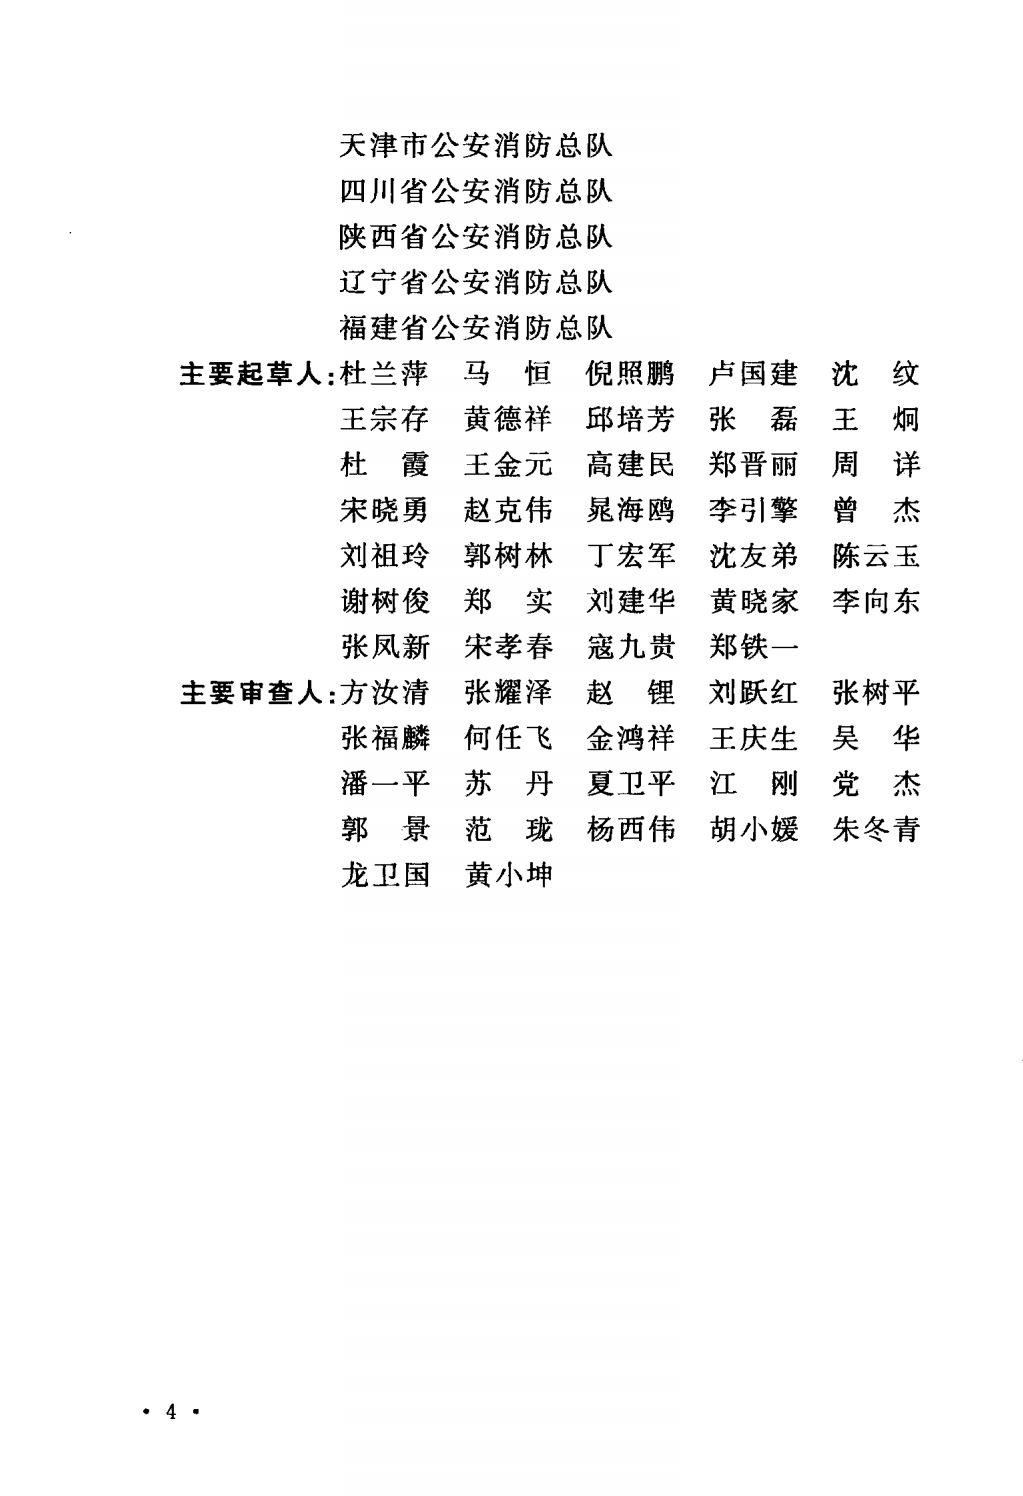 天津市公安消防总队
四川省公安消防总队
陕西省公安消防总队
辽宁省公安消防总队
福建省公安消防总队
主要起草人:杜兰萍 马 恒 倪照鹏 卢国建 沈 纹
王宗存 黄德祥 邱培芳 张 磊 王 炯
杜 霞 王金元 高建民 郑晋丽 周 详
宋晓勇 赵克伟 晁海鸥 李引擎 曾 杰
刘祖玲 郭树林 丁宏军 沈友弟 陈云玉
谢树俊 郑 实 刘建华 黄晓家 李向东
张凤新 宋孝春 寇九贵 郑铁一
主要审查人:方汝清 张耀泽 赵 锂 刘跃红 张树平
张福麟 何任飞 金鸿祥 王庆生 吴 华
潘一平 苏 丹 夏卫平 江 刚 党 杰
郭 景 范 珑 杨西伟 胡小媛 朱冬青
龙卫国 黄小坤
· 4 ·